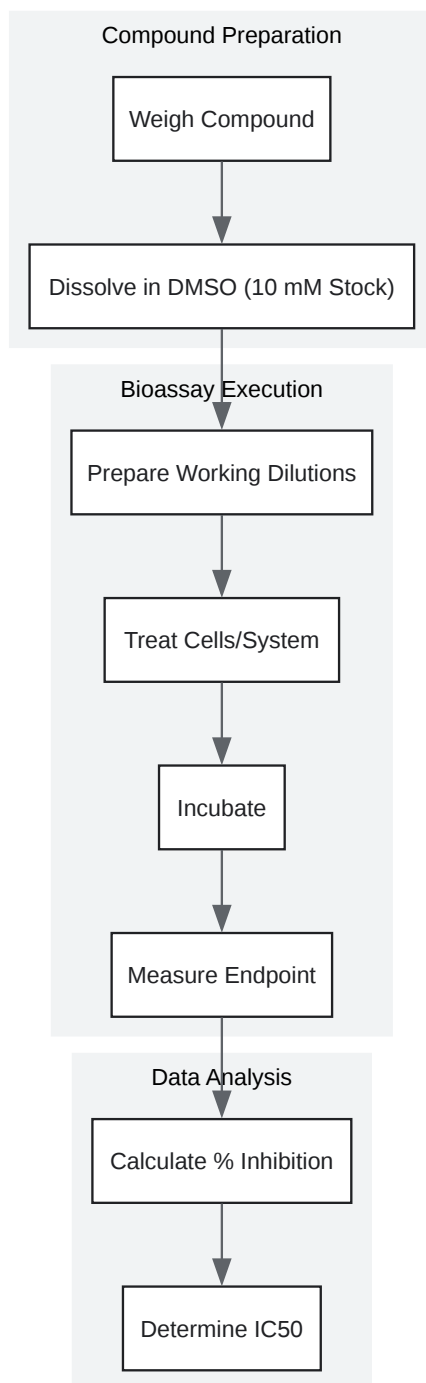 Compound Preparation
Weigh Compound
Dissolve in DMSO (10 mM Stock)
Bioassay Execution
Prepare Working Dilutions
Treat Cells/System
Incubate
Measure Endpoint
Data Analysis
Calculate % Inhibition
Determine IC50